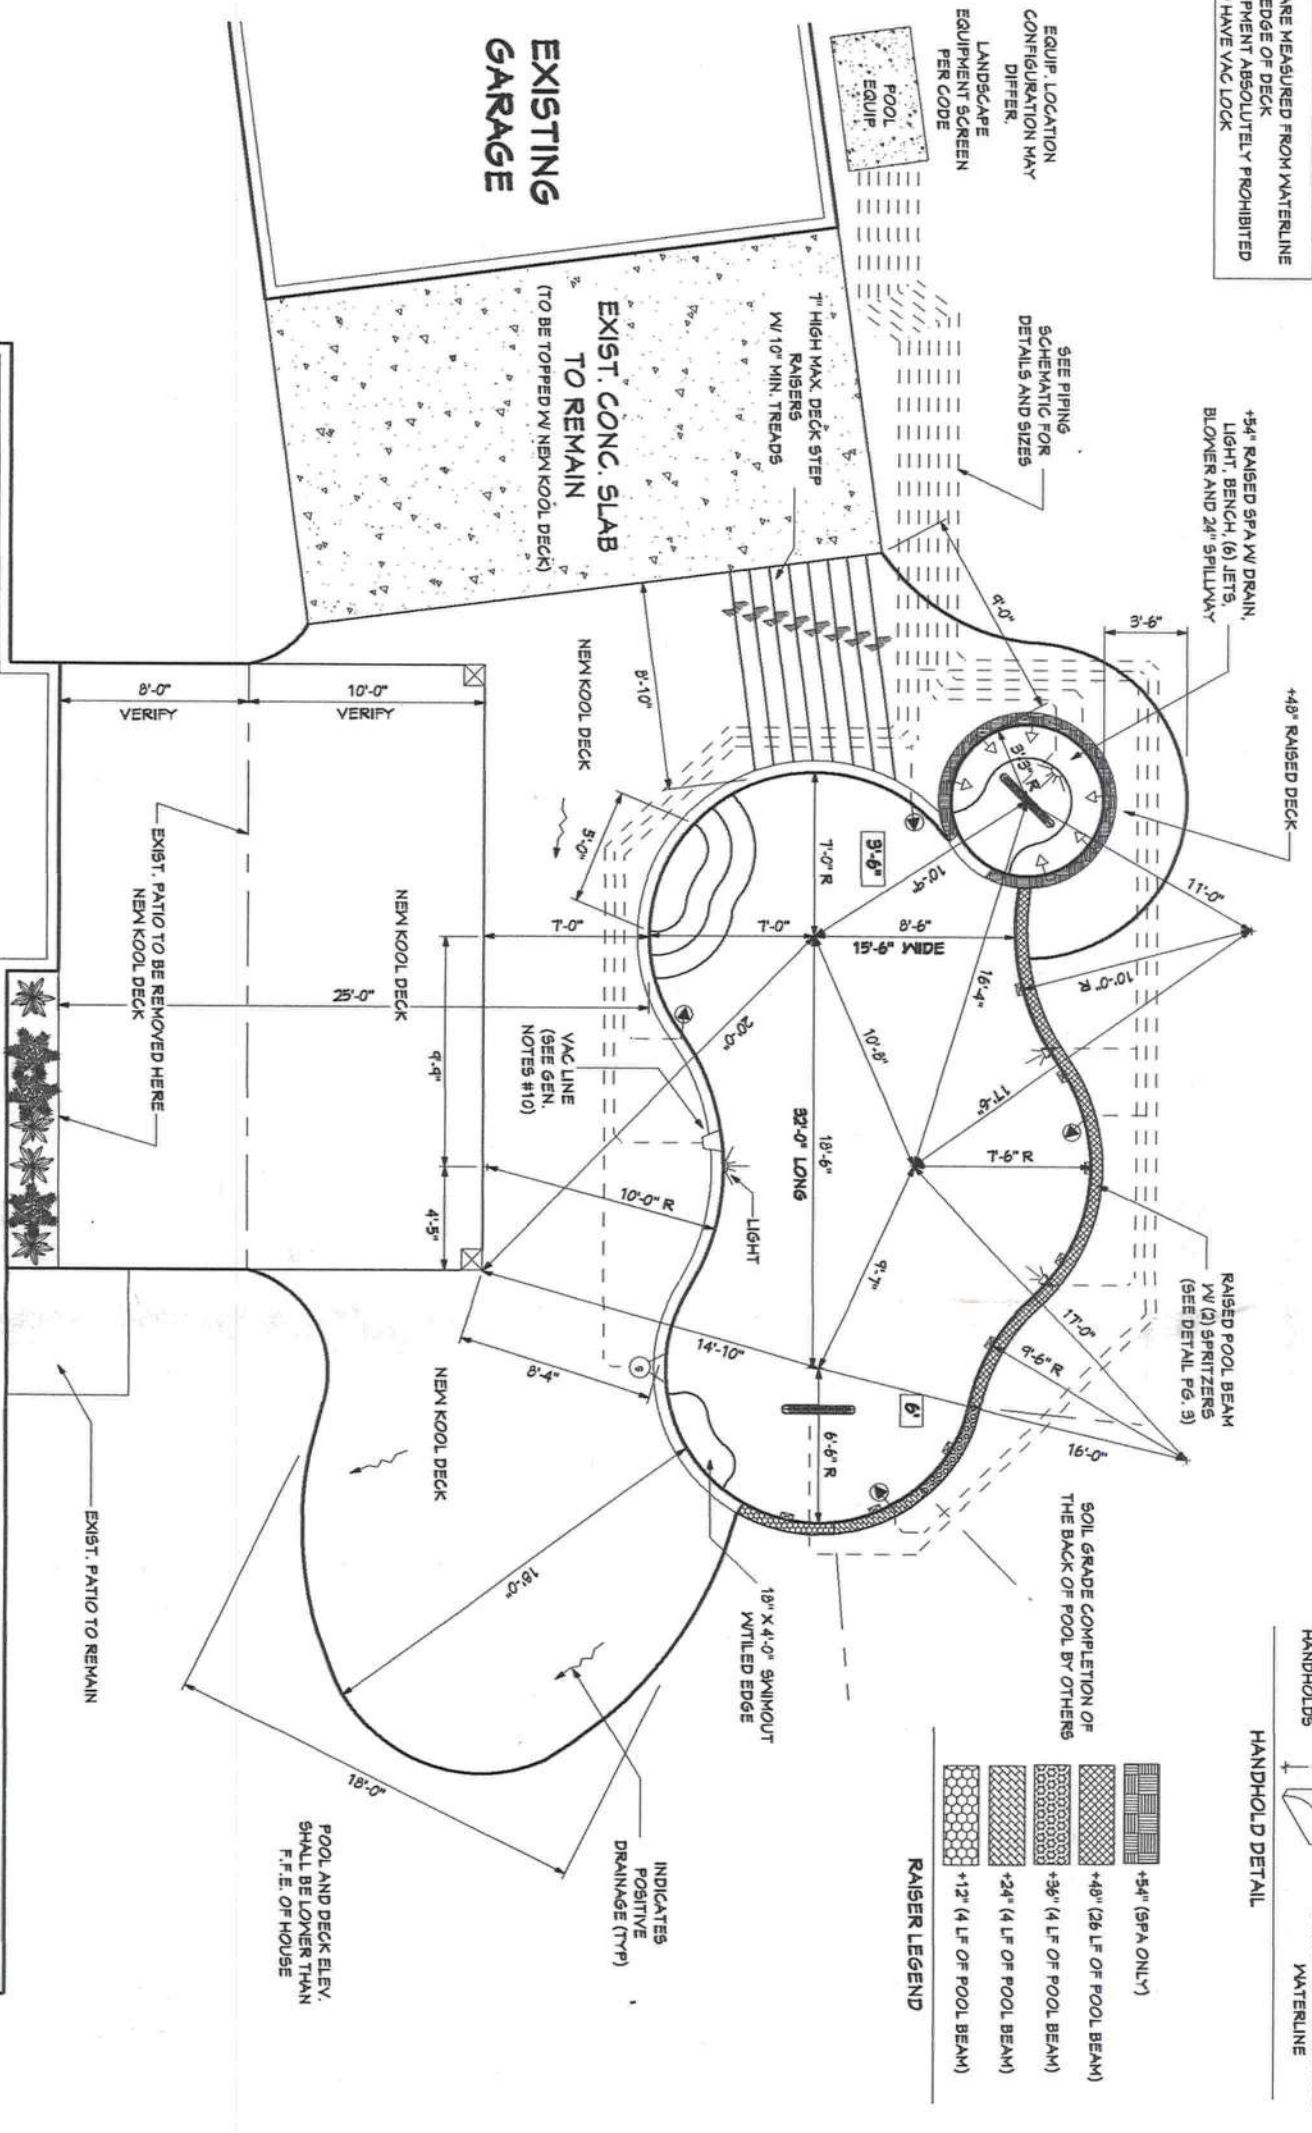 ARE MEASURED FROM WATERLINE
EDGE OF DECK
PMENT ABSOLUTELY PROHIBITED
HAVE VAC LOCK
HANDHOLDS
WATERLINE
HANDHOLD DETAIL
+54" RAISED SPA W/ DRAIN,
LIGHT, BENCH, (6) JETS,
BLOWER AND 24" SPILLWAY
+48" RAISED DECK
SEE PIPING
SCHEMATIC FOR
DETAILS AND SIZES
EQUIP. LOCATION
CONFIGURATION MAY
DIFFER.
LANDSCAPE
EQUIPMENT SCREEN
PER CODE
POOL
EQUIP.
EXISTING
GARAGE
7" HIGH MAX. DECK STEP
RAISERS
W/ 10" MIN. TREADS
EXIST. CONC. SLAB
TO REMAIN
(TO BE TOPPED W/ NEW KOOL DECK)
9'-0"
3'-6"
3'3" R
11'-0"
10'-0" R
8'-10"
NEW KOOL DECK
5'-0"
7'-0" R
3'-6"
10'-9"
7'-0"
7'-0"
8'-6"
15'-6" WIDE
16'-4"
17'-6"
10'-8"
20'-0"
18'-6"
32'-0" LONG
7'-6" R
9'-7"
17'-0"
9'-6" R
16'-0"
6'
6'-6" R
RAISED POOL BEAM
W/ (2) SPRITZERS
(SEE DETAIL PG. 3)
SOIL GRADE COMPLETION OF
THE BACK OF POOL BY OTHERS
18" X 4'-0" SWIMOUT
W/TILED EDGE
LIGHT
VAC LINE
(SEE GEN.
NOTES #10)
10'-0" R
14'-10"
8'-4"
S
8'-0"
VERIFY
10'-0"
VERIFY
25'-0"
9'-9"
4'-5"
NEW KOOL DECK
EXIST. PATIO TO BE REMOVED HERE
NEW KOOL DECK
NEW KOOL DECK
EXIST. PATIO TO REMAIN
16'-0"
18'-0"
INDICATES
POSITIVE
DRAINAGE (TYP)
POOL AND DECK ELEV.
SHALL BE LOWER THAN
F.F.E. OF HOUSE
+54" (SPA ONLY)
+48" (26 LF OF POOL BEAM)
+36" (4 LF OF POOL BEAM)
+24" (4 LF OF POOL BEAM)
+12" (4 LF OF POOL BEAM)
RAISER LEGEND